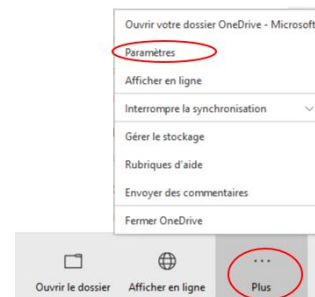 Ouvrir votre dossier OneDrive - Microsoft
Paramètres
Afficher en ligne
Interrompre la synchronisation
Gérer le stockage
Rubriques d'aide
Envoyer des commentaires
Fermer OneDrive
Ouvrir le dossier
Afficher en ligne
Plus